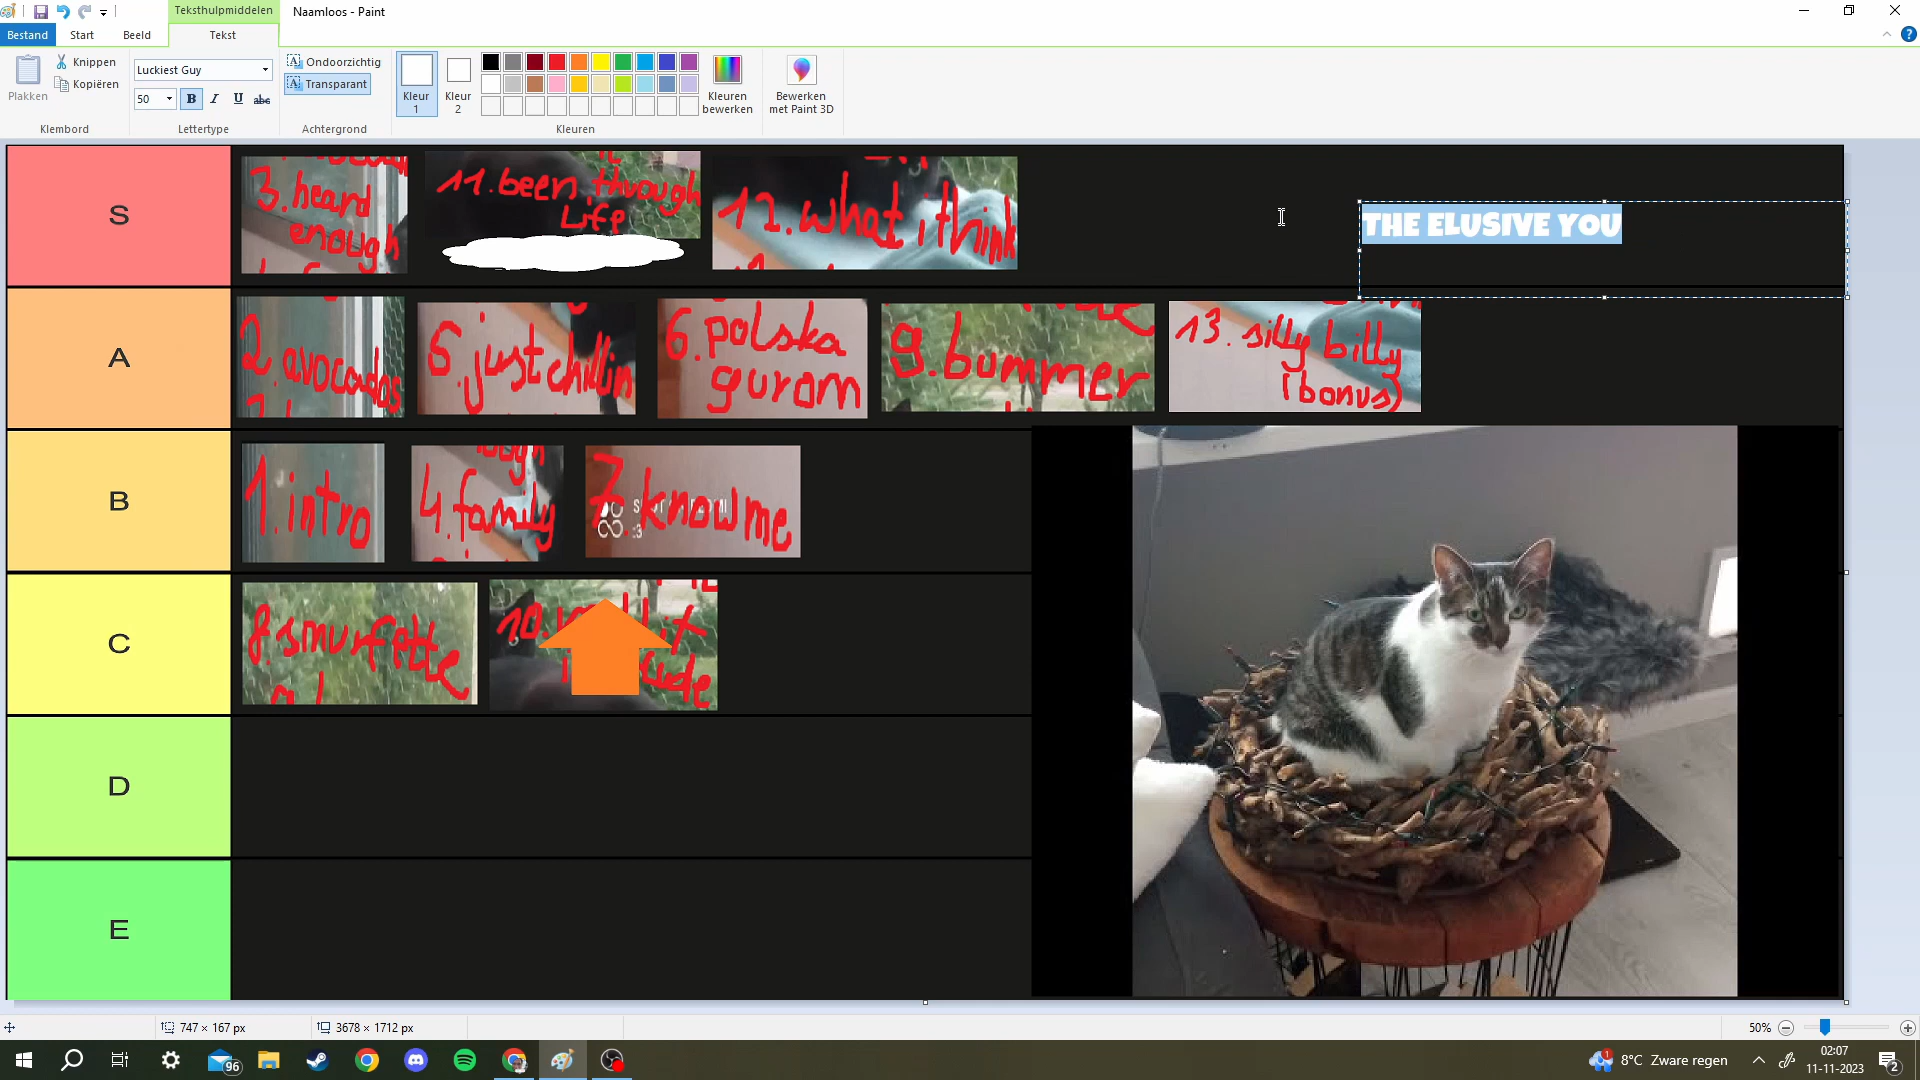 Teksthulpmiddelen
Naamloos - Paint
Bestand
Start
Beeld
Tekst
Plakken
Knippen
Kopiëren
Klembord
Luckiest Guy
50
B
I
U
abc
Lettertype
Ondoorzichtig
Transparant
Achtergrond
Kleur
1
Kleur
2
Kleuren
Kleuren
bewerken
Bewerken
met Paint 3D
S
3. heard
enough
11. been through
Life
12. what i think
THE ELUSIVE YOU
A
2. avocados
5. just chillin
6. polska
gurom
9. bummer
13. silly billy
(bonus)
B
1. intro
4. family
7. know me
C
8. smurfette
10.
D
E
747 × 167 px
3678 × 1712 px
50%
96
1
8°C Zware regen
02:07
11-11-2023
2